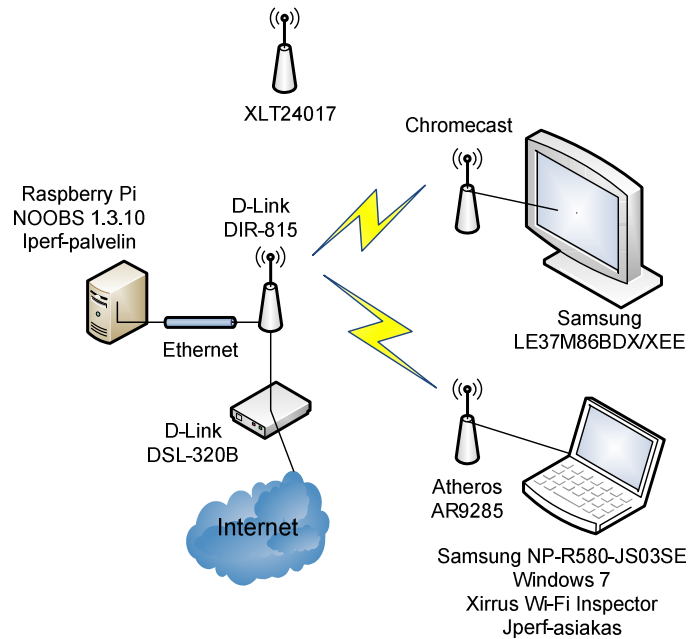 XLT24017
Chromecast
Raspberry Pi
NOOBS 1.3.10
Iperf-palvelin
D-Link
DIR-815
Ethernet
Samsung
LE37M86BDX/XEE
D-Link
DSL-320B
Internet
Atheros
AR9285
Samsung NP-R580-JS03SE
Windows 7
Xirrus Wi-Fi Inspector
Jperf-asiakas